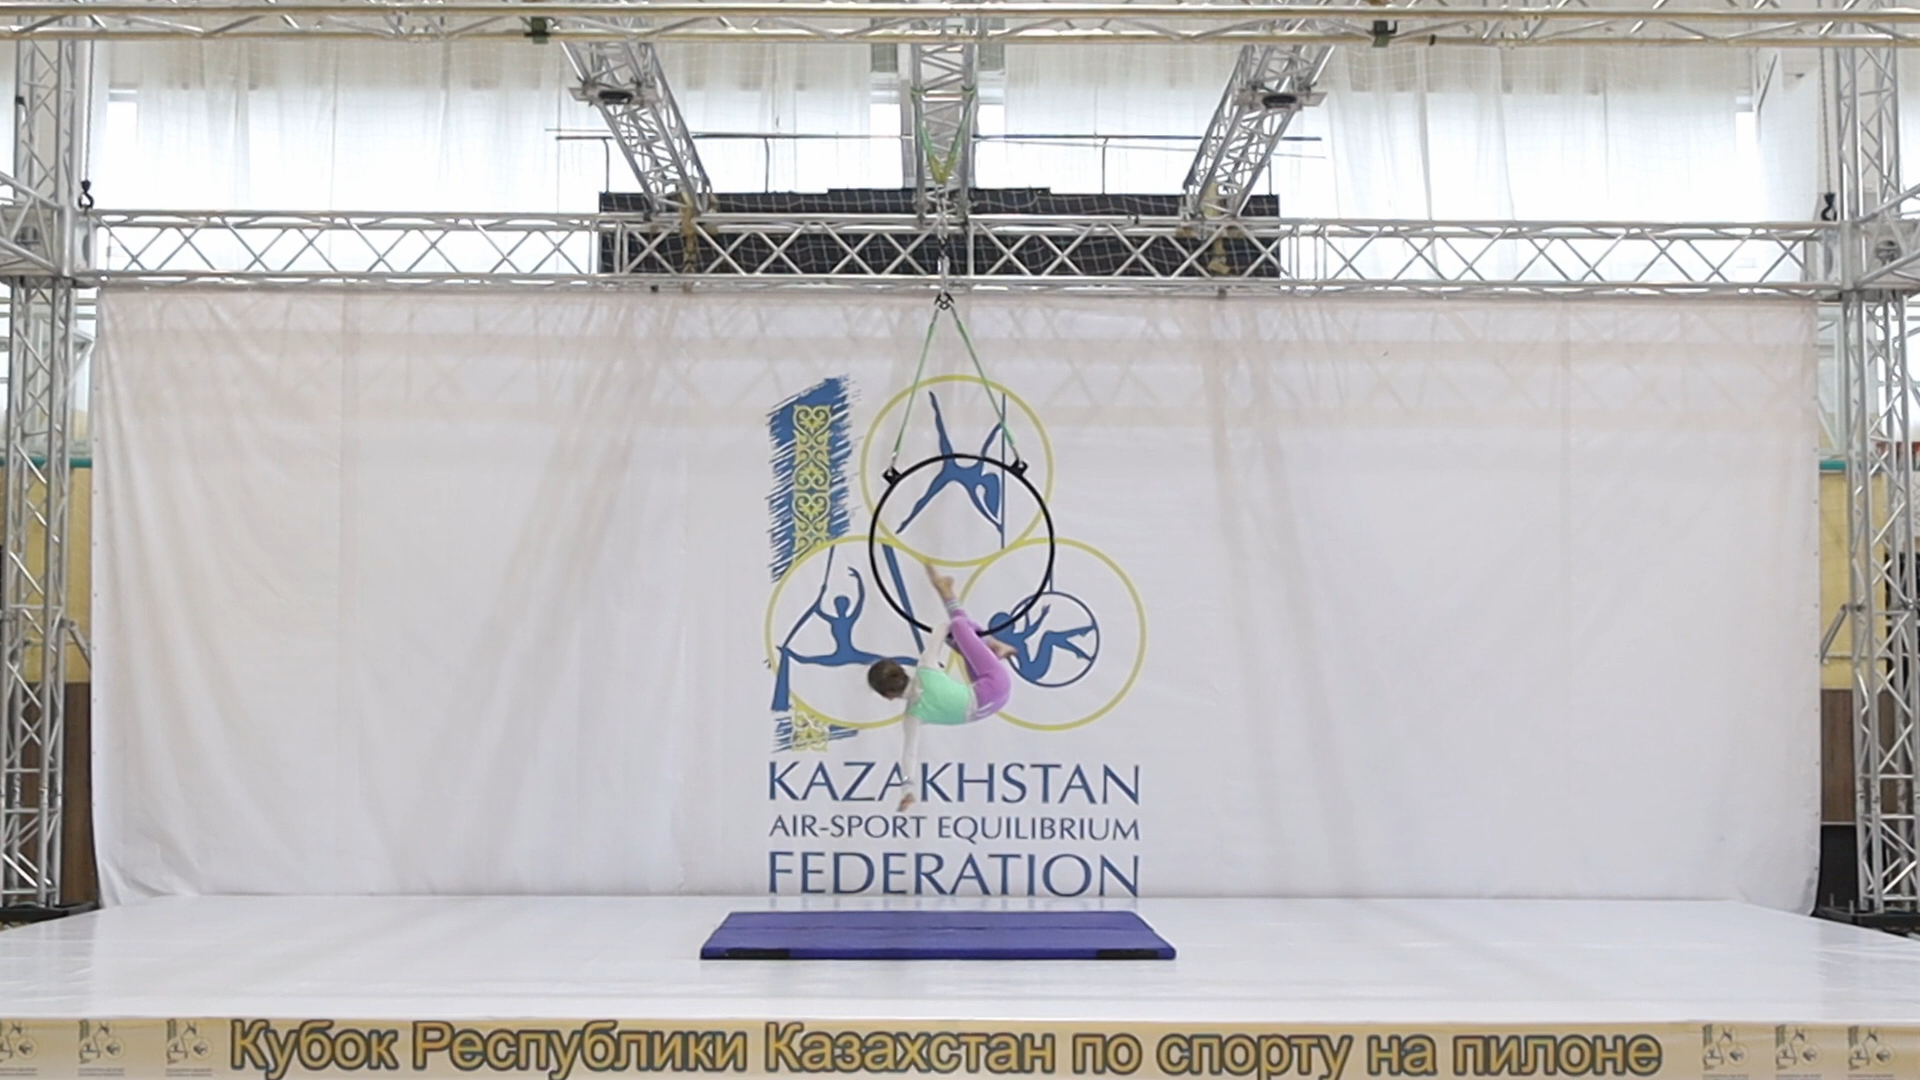 KAZAKHSTAN
AIR-SPORT EQUILIBRIUM
FEDERATION
Кубок Республики Казахстан по спорту на пилоне